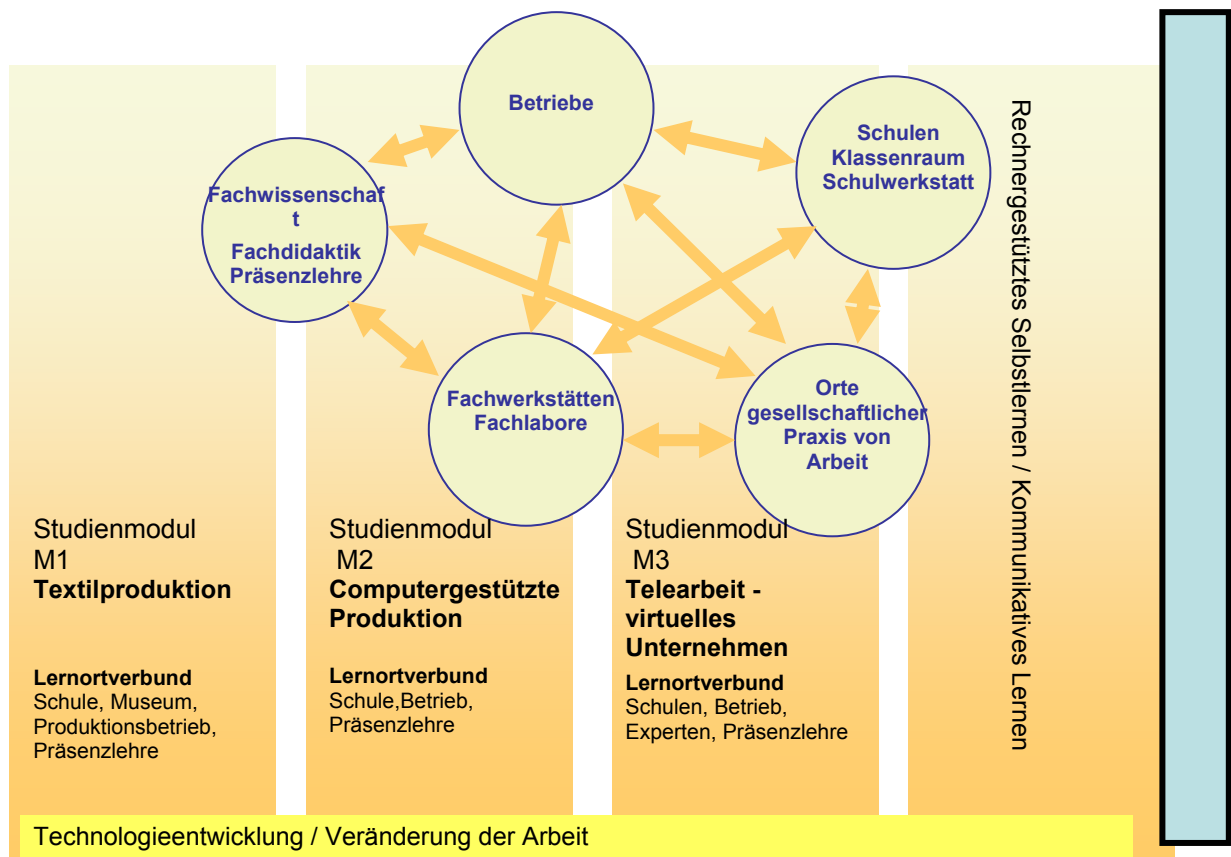 Betriebe
Schulen
Klassenraum
Schulwerkstatt
Fachwissenschaf
t
Fachdidaktik
Präsenzlehre
Fachwerkstätten
Fachlabore
Orte
gesellschaftlicher
Praxis von
Arbeit
Rechnergestütztes Selbstlernen / Kommunikatives Lernen
Studienmodul
M1
Textilproduktion
Lernortverbund
Schule, Museum,
Produktionsbetrieb,
Präsenzlehre
Studienmodul
M2
Computergestützte
Produktion
Lernortverbund
Schule,Betrieb,
Präsenzlehre
Studienmodul
M3
Telearbeit -
virtuelles
Unternehmen
Lernortverbund
Schulen, Betrieb,
Experten, Präsenzlehre
Technologieentwicklung / Veränderung der Arbeit